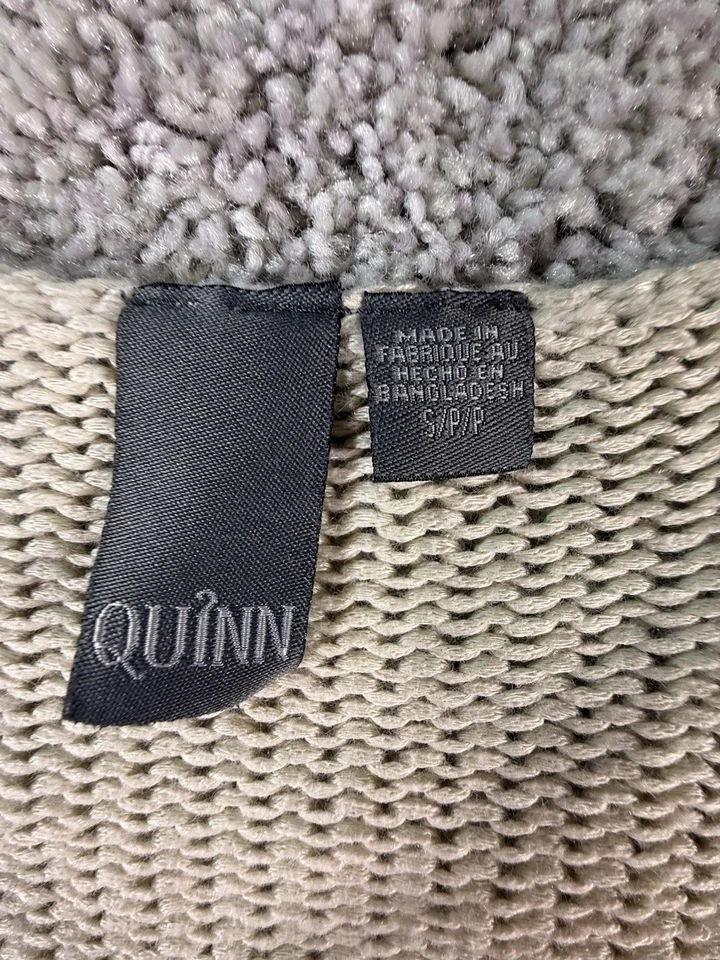 QUINN
MADE IN
FABRIQUE AU
HECHO EN
BANGLADESH
S/P/P